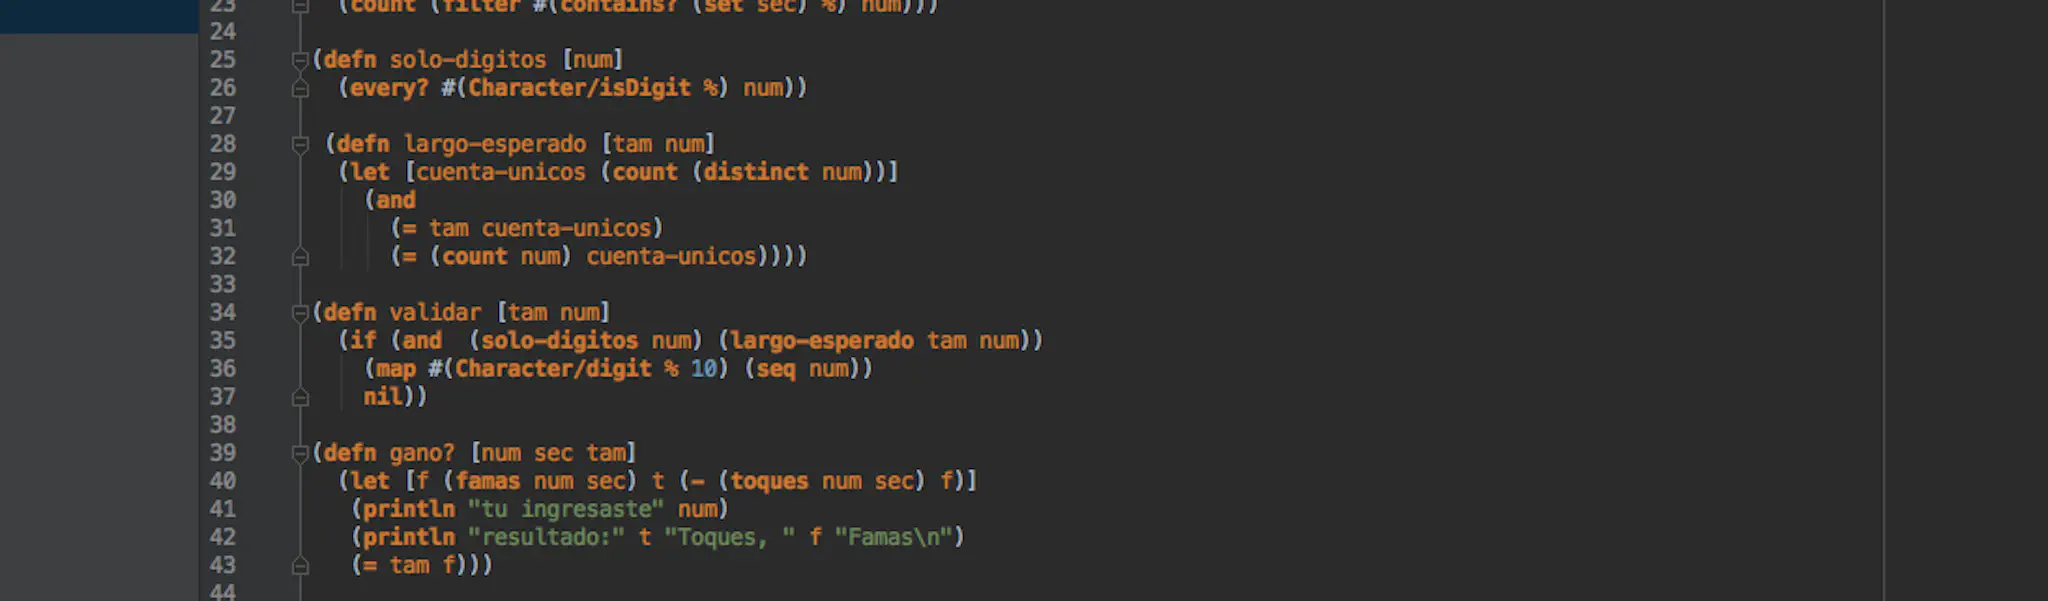 23 (count (filter #(contains? (set sec) %) num)))
24
25 (defn solo-digitos [num]
26 (every? #(Character/isDigit %) num))
27
28 (defn largo-esperado [tam num]
29 (let [cuenta-unicos (count (distinct num))]
30 (and
31 (= tam cuenta-unicos)
32 (= (count num) cuenta-unicos))))
33
34 (defn validar [tam num]
35 (if (and  (solo-digitos num) (largo-esperado tam num))
36 (map #(Character/digit % 10) (seq num))
37 nil))
38
39 (defn gano? [num sec tam]
40 (let [f (famas num sec) t (- (toques num sec) f)]
41 (println "tu ingresaste" num)
42 (println "resultado:" t "Toques, " f "Famas\n")
43 (= tam f)))
44